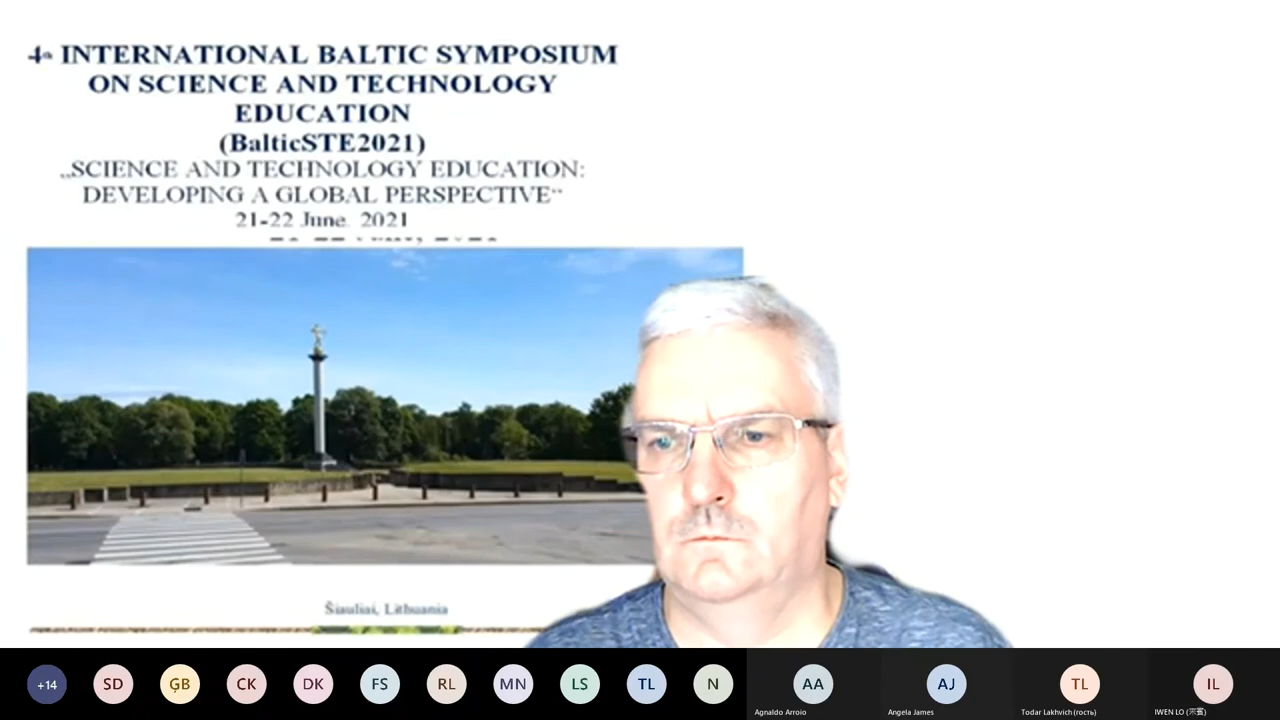 4th INTERNATIONAL BALTIC SYMPOSIUM
ON SCIENCE AND TECHNOLOGY
EDUCATION
(BalticSTE2021)
„SCIENCE AND TECHNOLOGY EDUCATION:
DEVELOPING A GLOBAL PERSPECTIVE“
21-22 June, 2021
Šiauliai, Lithuania
+14
SD
ĢB
CK
DK
FS
RL
MN
LS
TL
N
AA
AJ
TL
IL
Agnaldo Arroio
Angela James
Todar Lakhvich (гость)
IWEN LO